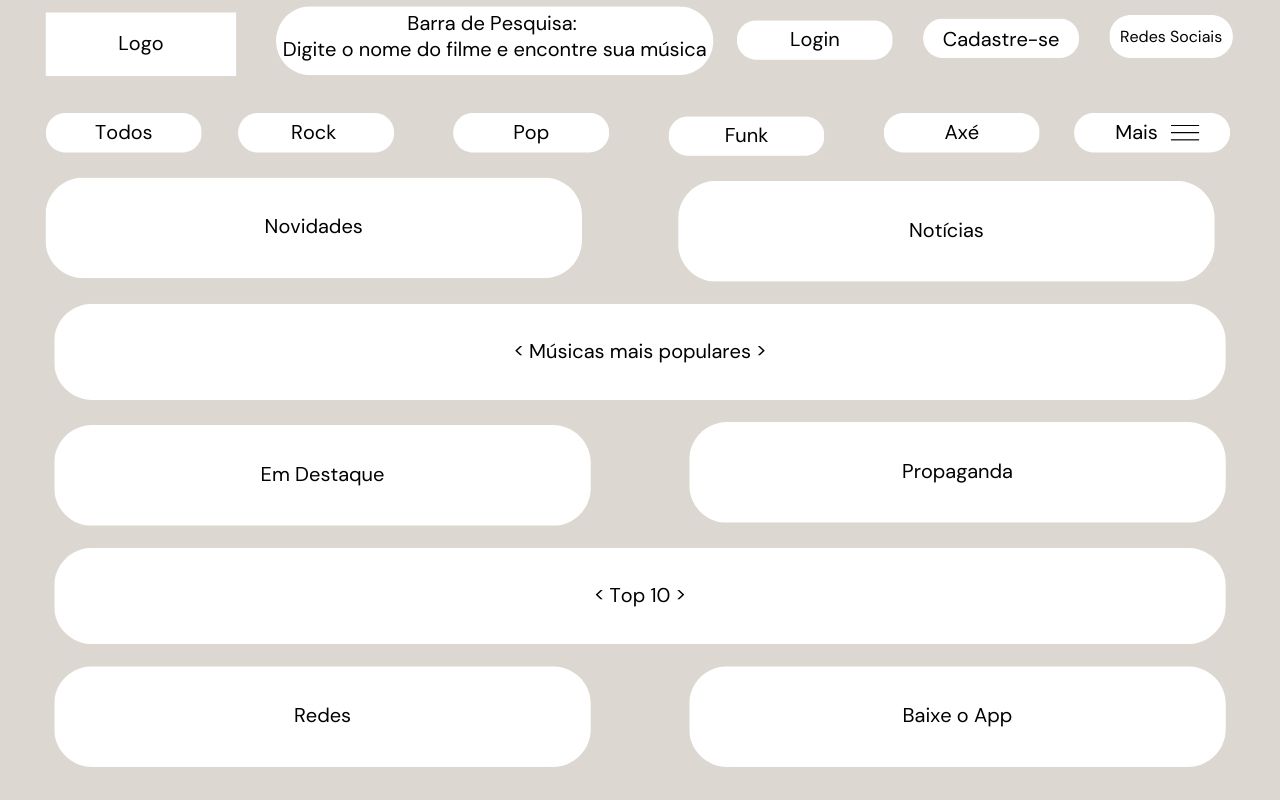 Logo
Barra de Pesquisa:
Digite o nome do filme e encontre sua música
Login
Cadastre-se
Redes Sociais
Todos
Rock
Pop
Funk
Axé
Mais
Novidades
Notícias
< Músicas mais populares >
Em Destaque
Propaganda
< Top 10 >
Redes
Baixe o App